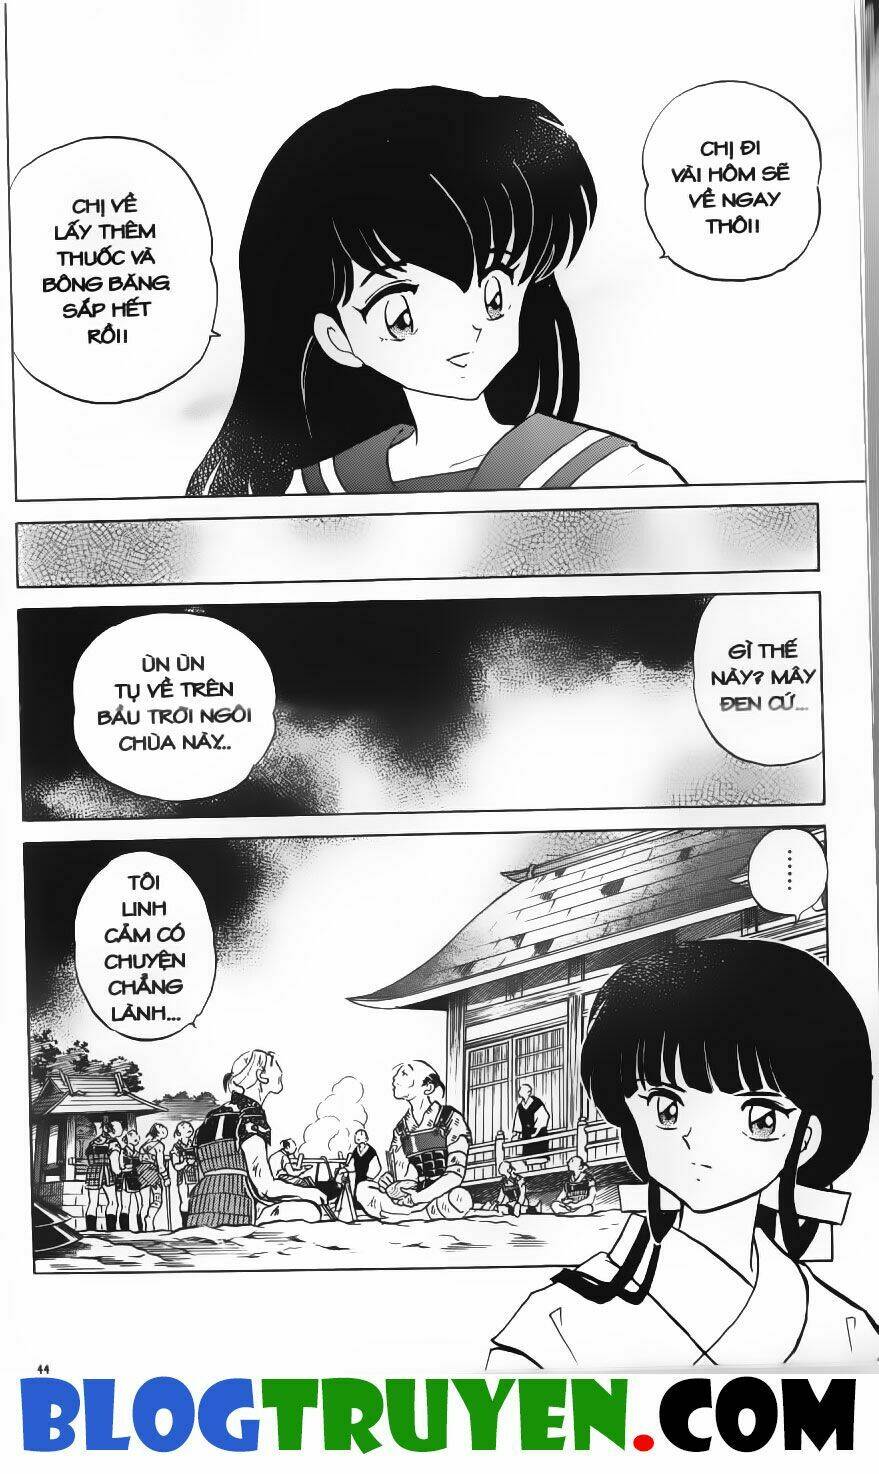 CHỊ ĐI
VÀI HÔM SẼ
VỀ NGAY
THÔI!
CHỊ VỀ
LẤY THÊM
THUỐC VÀ
BÔNG BĂNG
SẮP HẾT
RỒI!
GÌ THẾ
NÀY? MÂY
ĐEN CỨ...
ÙN ÙN
TỤ VỀ TRÊN
BẦU TRỜI NGÔI
CHÙA NÀY...
........
TÔI
LINH
CẢM CÓ
CHUYỆN
CHẲNG
LÀNH...
44
BLOGTRUYEN.COM